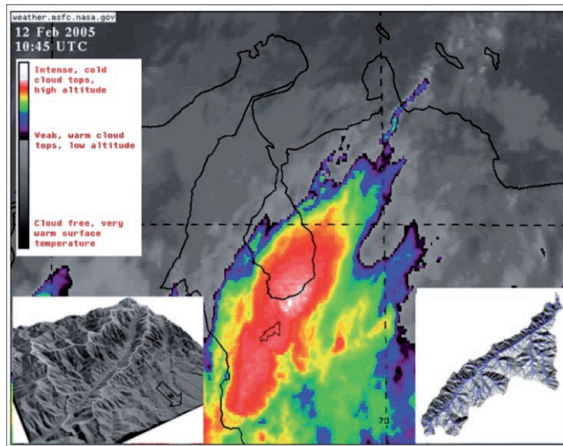 weather.msfc.nasa.gov
12 Feb 2005
10:45 UTC
Intense, cold
cloud tops,
high altitude
Weak, warm cloud
tops, low altitude
Cloud free, very
warm surface
temperature
70